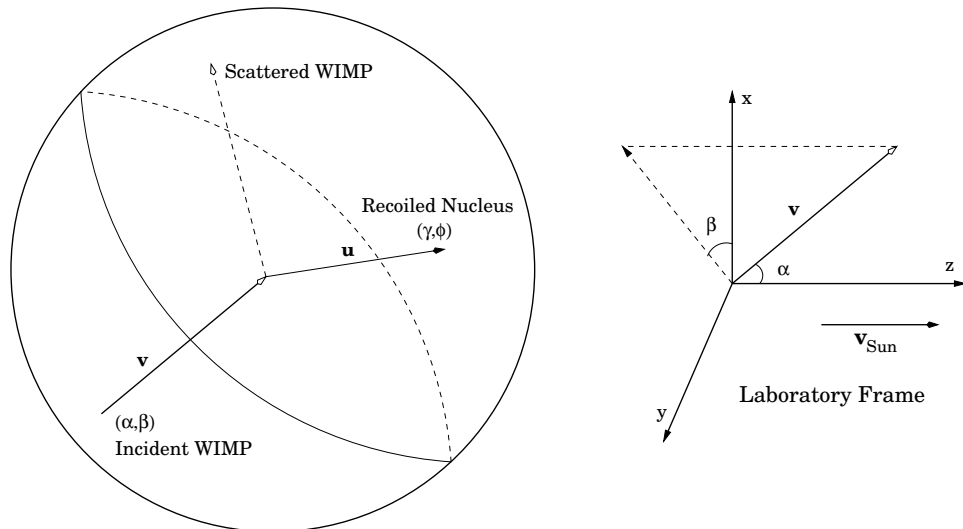 Scattered WIMP
Recoiled Nucleus
(γ,ϕ)
u
v
(α,β)
Incident WIMP
x
v
β
α
z
v_Sun
y
Laboratory Frame